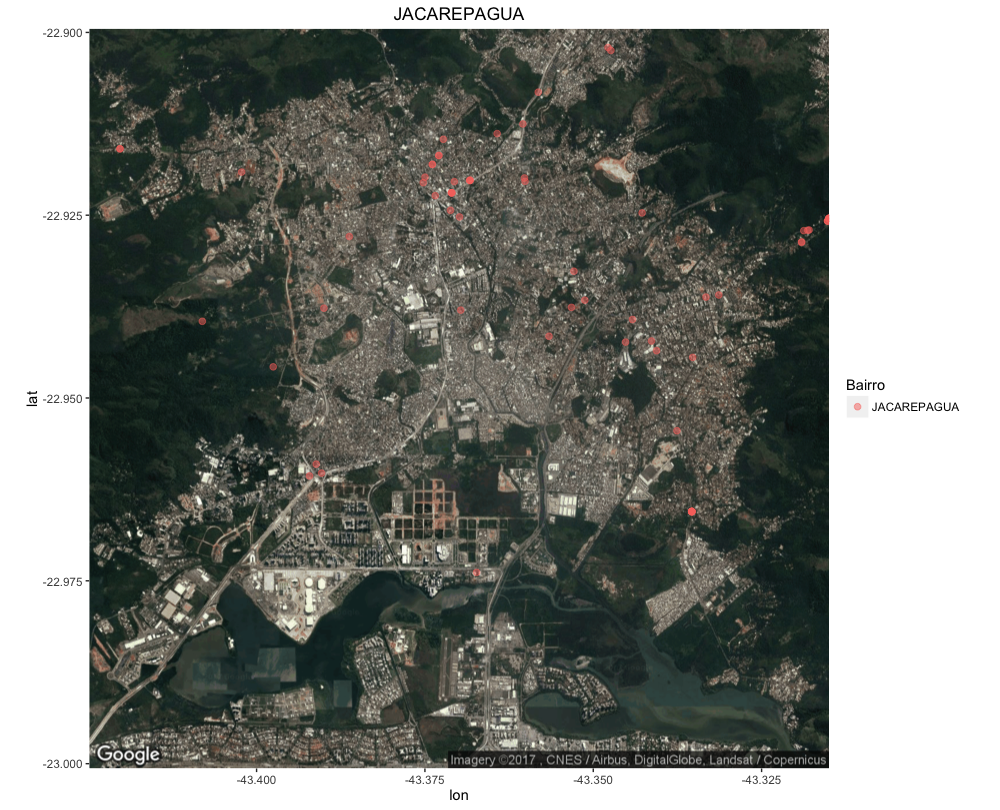 JACAREPAGUA
-22.900
-22.925
-22.950
-22.975
-23.000
lat
Google
Imagery ©2017 , CNES / Airbus, DigitalGlobe, Landsat / Copernicus
-43.400
-43.375
-43.350
-43.325
lon
Bairro
JACAREPAGUA